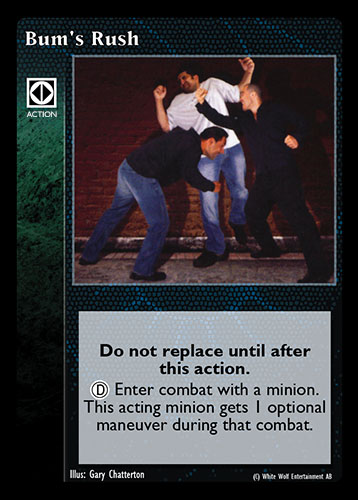 Bum's Rush
ACTION
Do not replace until after
this action.
Ⓓ Enter combat with a minion.
This acting minion gets 1 optional
maneuver during that combat.
Illus: Gary Chatterton
(C) White Wolf Entertainment AB